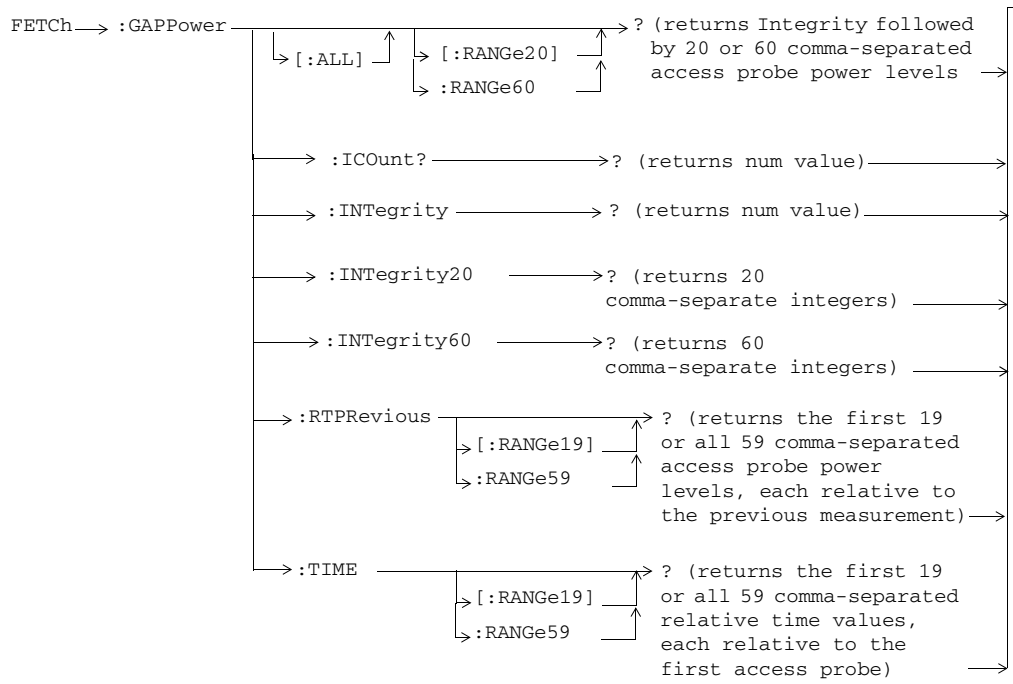 FETCh :GAPPower ? (returns Integrity followed
[:ALL] [:RANGe20] by 20 or 60 comma-separated
:RANGe60 access probe power levels
:ICOunt? ? (returns num value)
:INTegrity ? (returns num value)
:INTegrity20 ? (returns 20
comma-separate integers)
:INTegrity60 ? (returns 60
comma-separate integers)
:RTPRevious ? (returns the first 19
[:RANGe19] or all 59 comma-separated
:RANGe59 access probe power
levels, each relative to
the previous measurement)
:TIME ? (returns the first 19
[:RANGe19] or all 59 comma-separated
:RANGe59 relative time values,
each relative to the
first access probe)